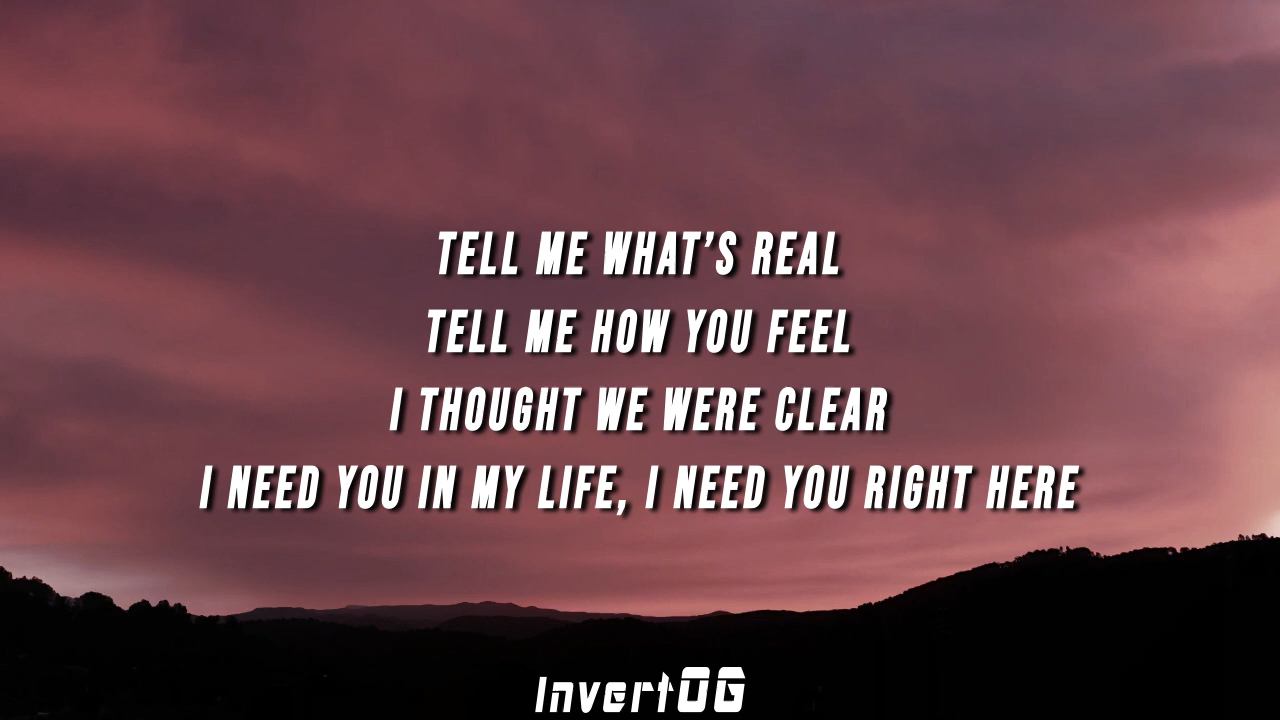 TELL ME WHAT'S REAL
TELL ME HOW YOU FEEL
I THOUGHT WE WERE CLEAR
I NEED YOU IN MY LIFE, I NEED YOU RIGHT HERE
InvertOG